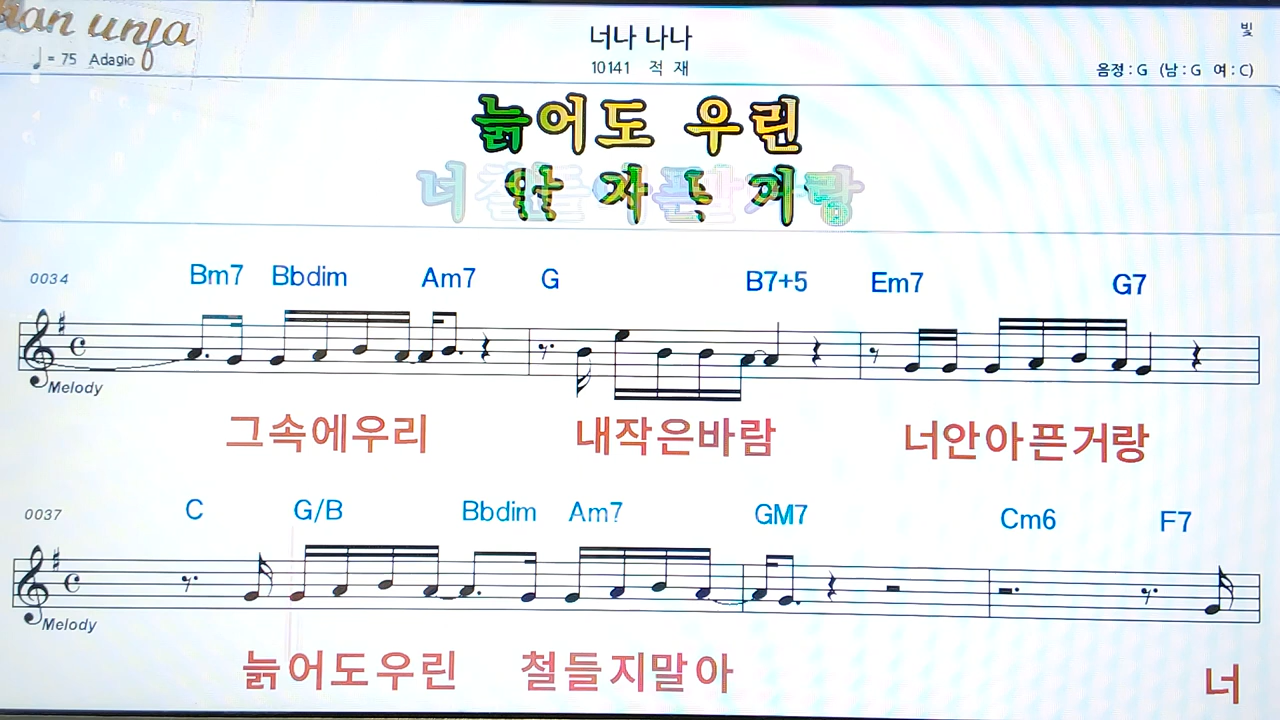 너나 나나
빛
♩= 75 Adagio
10141 적 재
음정 : G (남 : G 여 : C)
늙어도 우린
0034 Bm7 Bbdim Am7 G B7+5 Em7 G7
Melody
그속에우리 내작은바람 너안아픈거랑
0037 C G/B Bbdim Am7 GM7 Cm6 F7
Melody
늙어도우린 철들지말아 너